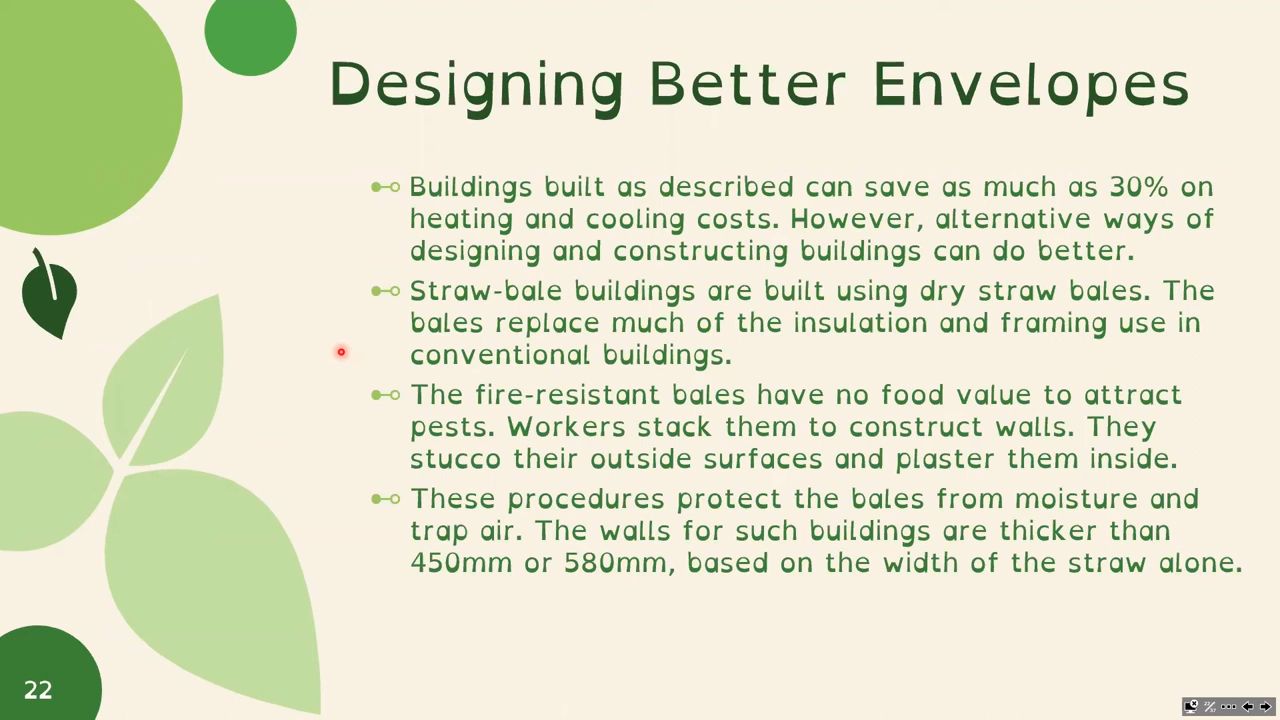 Designing Better Envelopes
Buildings built as described can save as much as 30% on
heating and cooling costs. However, alternative ways of
designing and constructing buildings can do better.
Straw-bale buildings are built using dry straw bales. The
bales replace much of the insulation and framing use in
conventional buildings.
The fire-resistant bales have no food value to attract
pests. Workers stack them to construct walls. They
stucco their outside surfaces and plaster them inside.
These procedures protect the bales from moisture and
trap air. The walls for such buildings are thicker than
450mm or 580mm, based on the width of the straw alone.
22